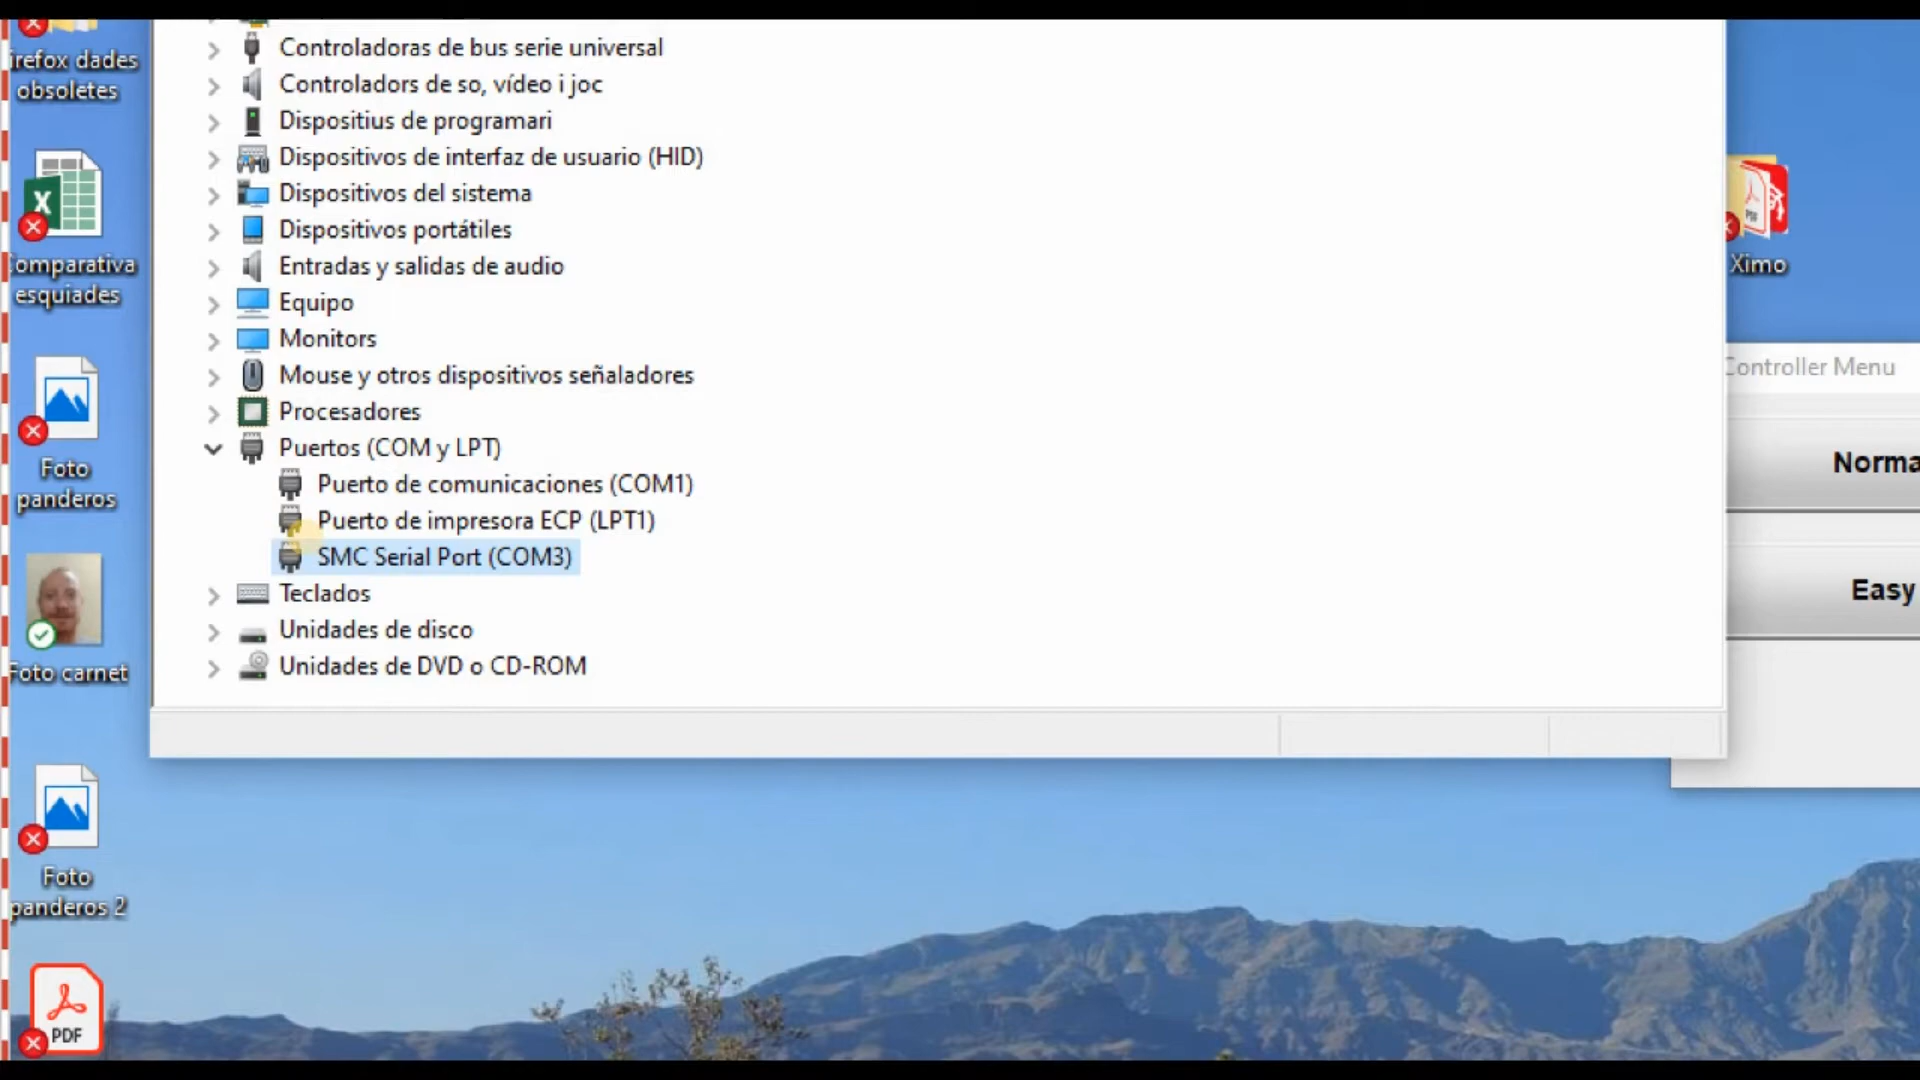 irefox dades
obsoletes
omparativa
esquiades
Foto
panderos
Foto carnet
Foto
panderos 2
PDF
Controladoras de bus serie universal
Controladors de so, vídeo i joc
Dispositius de programari
Dispositivos de interfaz de usuario (HID)
Dispositivos del sistema
Dispositivos portátiles
Entradas y salidas de audio
Equipo
Monitors
Mouse y otros dispositivos señaladores
Procesadores
Puertos (COM y LPT)
Puerto de comunicaciones (COM1)
Puerto de impresora ECP (LPT1)
SMC Serial Port (COM3)
Teclados
Unidades de disco
Unidades de DVD o CD-ROM
PDF
Ximo
Controller Menu
Norma
Easy